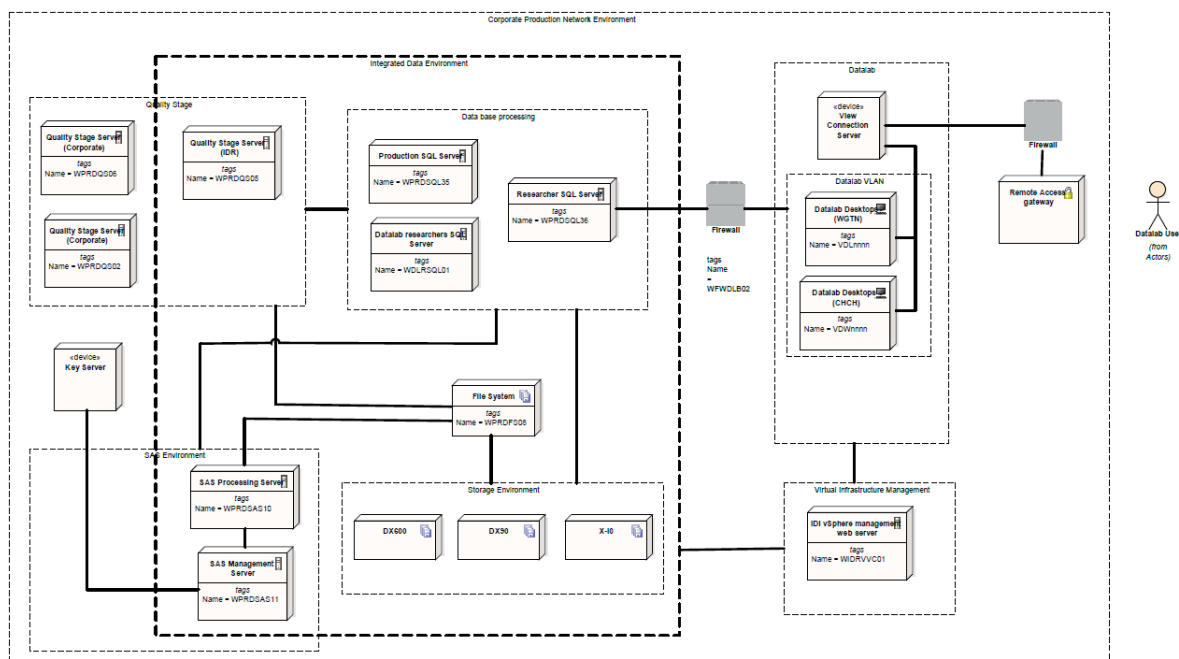 Corporate Production Network Environment
Integrated Data Environment
Quality Stage
Quality Stage Server
(Corporate)
tags
Name = WPRDQS06
Quality Stage Server
(Corporate)
tags
Name = WPRDQS02
Quality Stage Server
(IDR)
tags
Name = WPRDQS05
Data base processing
Production SQL Server
tags
Name = WPRDSQL35
Datalab researchers SQL
Server
tags
Name = WDLRSQL01
Researcher SQL Server
tags
Name = WPRDSQL36
Firewall
tags
Name
=
WFWDLB02
Datalab
«device»
View
Connection
Server
Datalab VLAN
Datalab Desktops
(WGTN)
tags
Name = VDLnnnn
Datalab Desktops
(CHCH)
tags
Name = VDWnnnn
Firewall
Remote Access
gateway
Datalab Use
(from
Actors)
«device»
Key Server
File System
tags
Name = WPRDFS08
SAS Environment
SAS Processing Server
tags
Name = WPRDSAS10
SAS Management
Server
tags
Name = WPRDSAS11
Storage Environment
DX600
DX90
X-IO
Virtual Infrastructure Management
IDI vSphere management
web server
tags
Name = WIDRVVC01